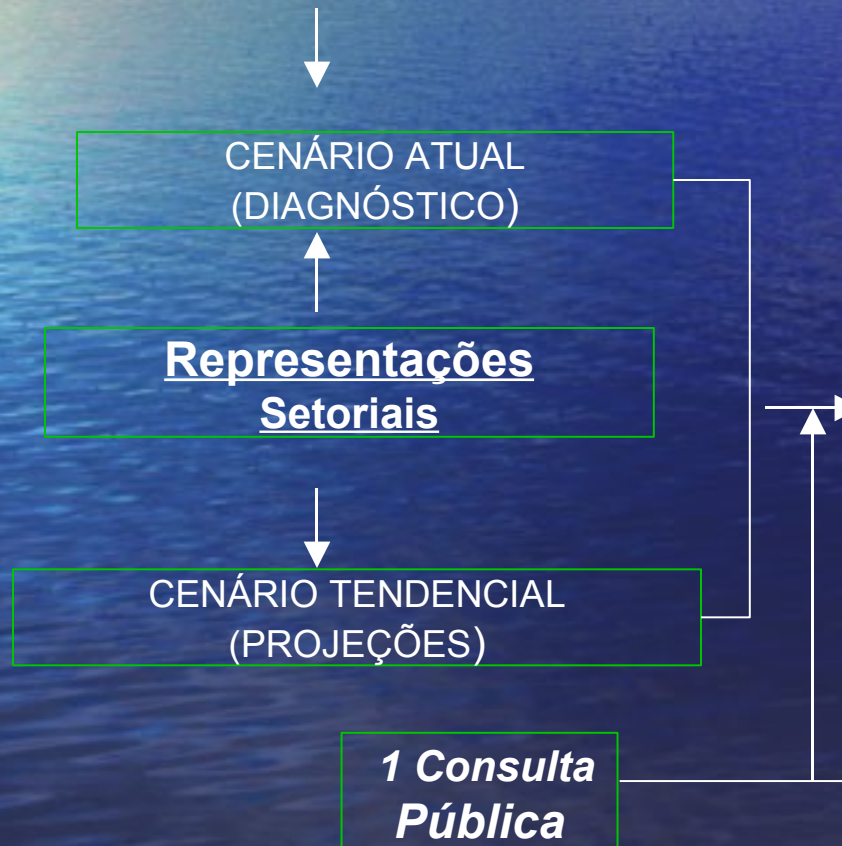 CENÁRIO ATUAL
(DIAGNÓSTICO)
Representações
Setoriais
CENÁRIO TENDENCIAL
(PROJEÇÕES)
1 Consulta
Pública